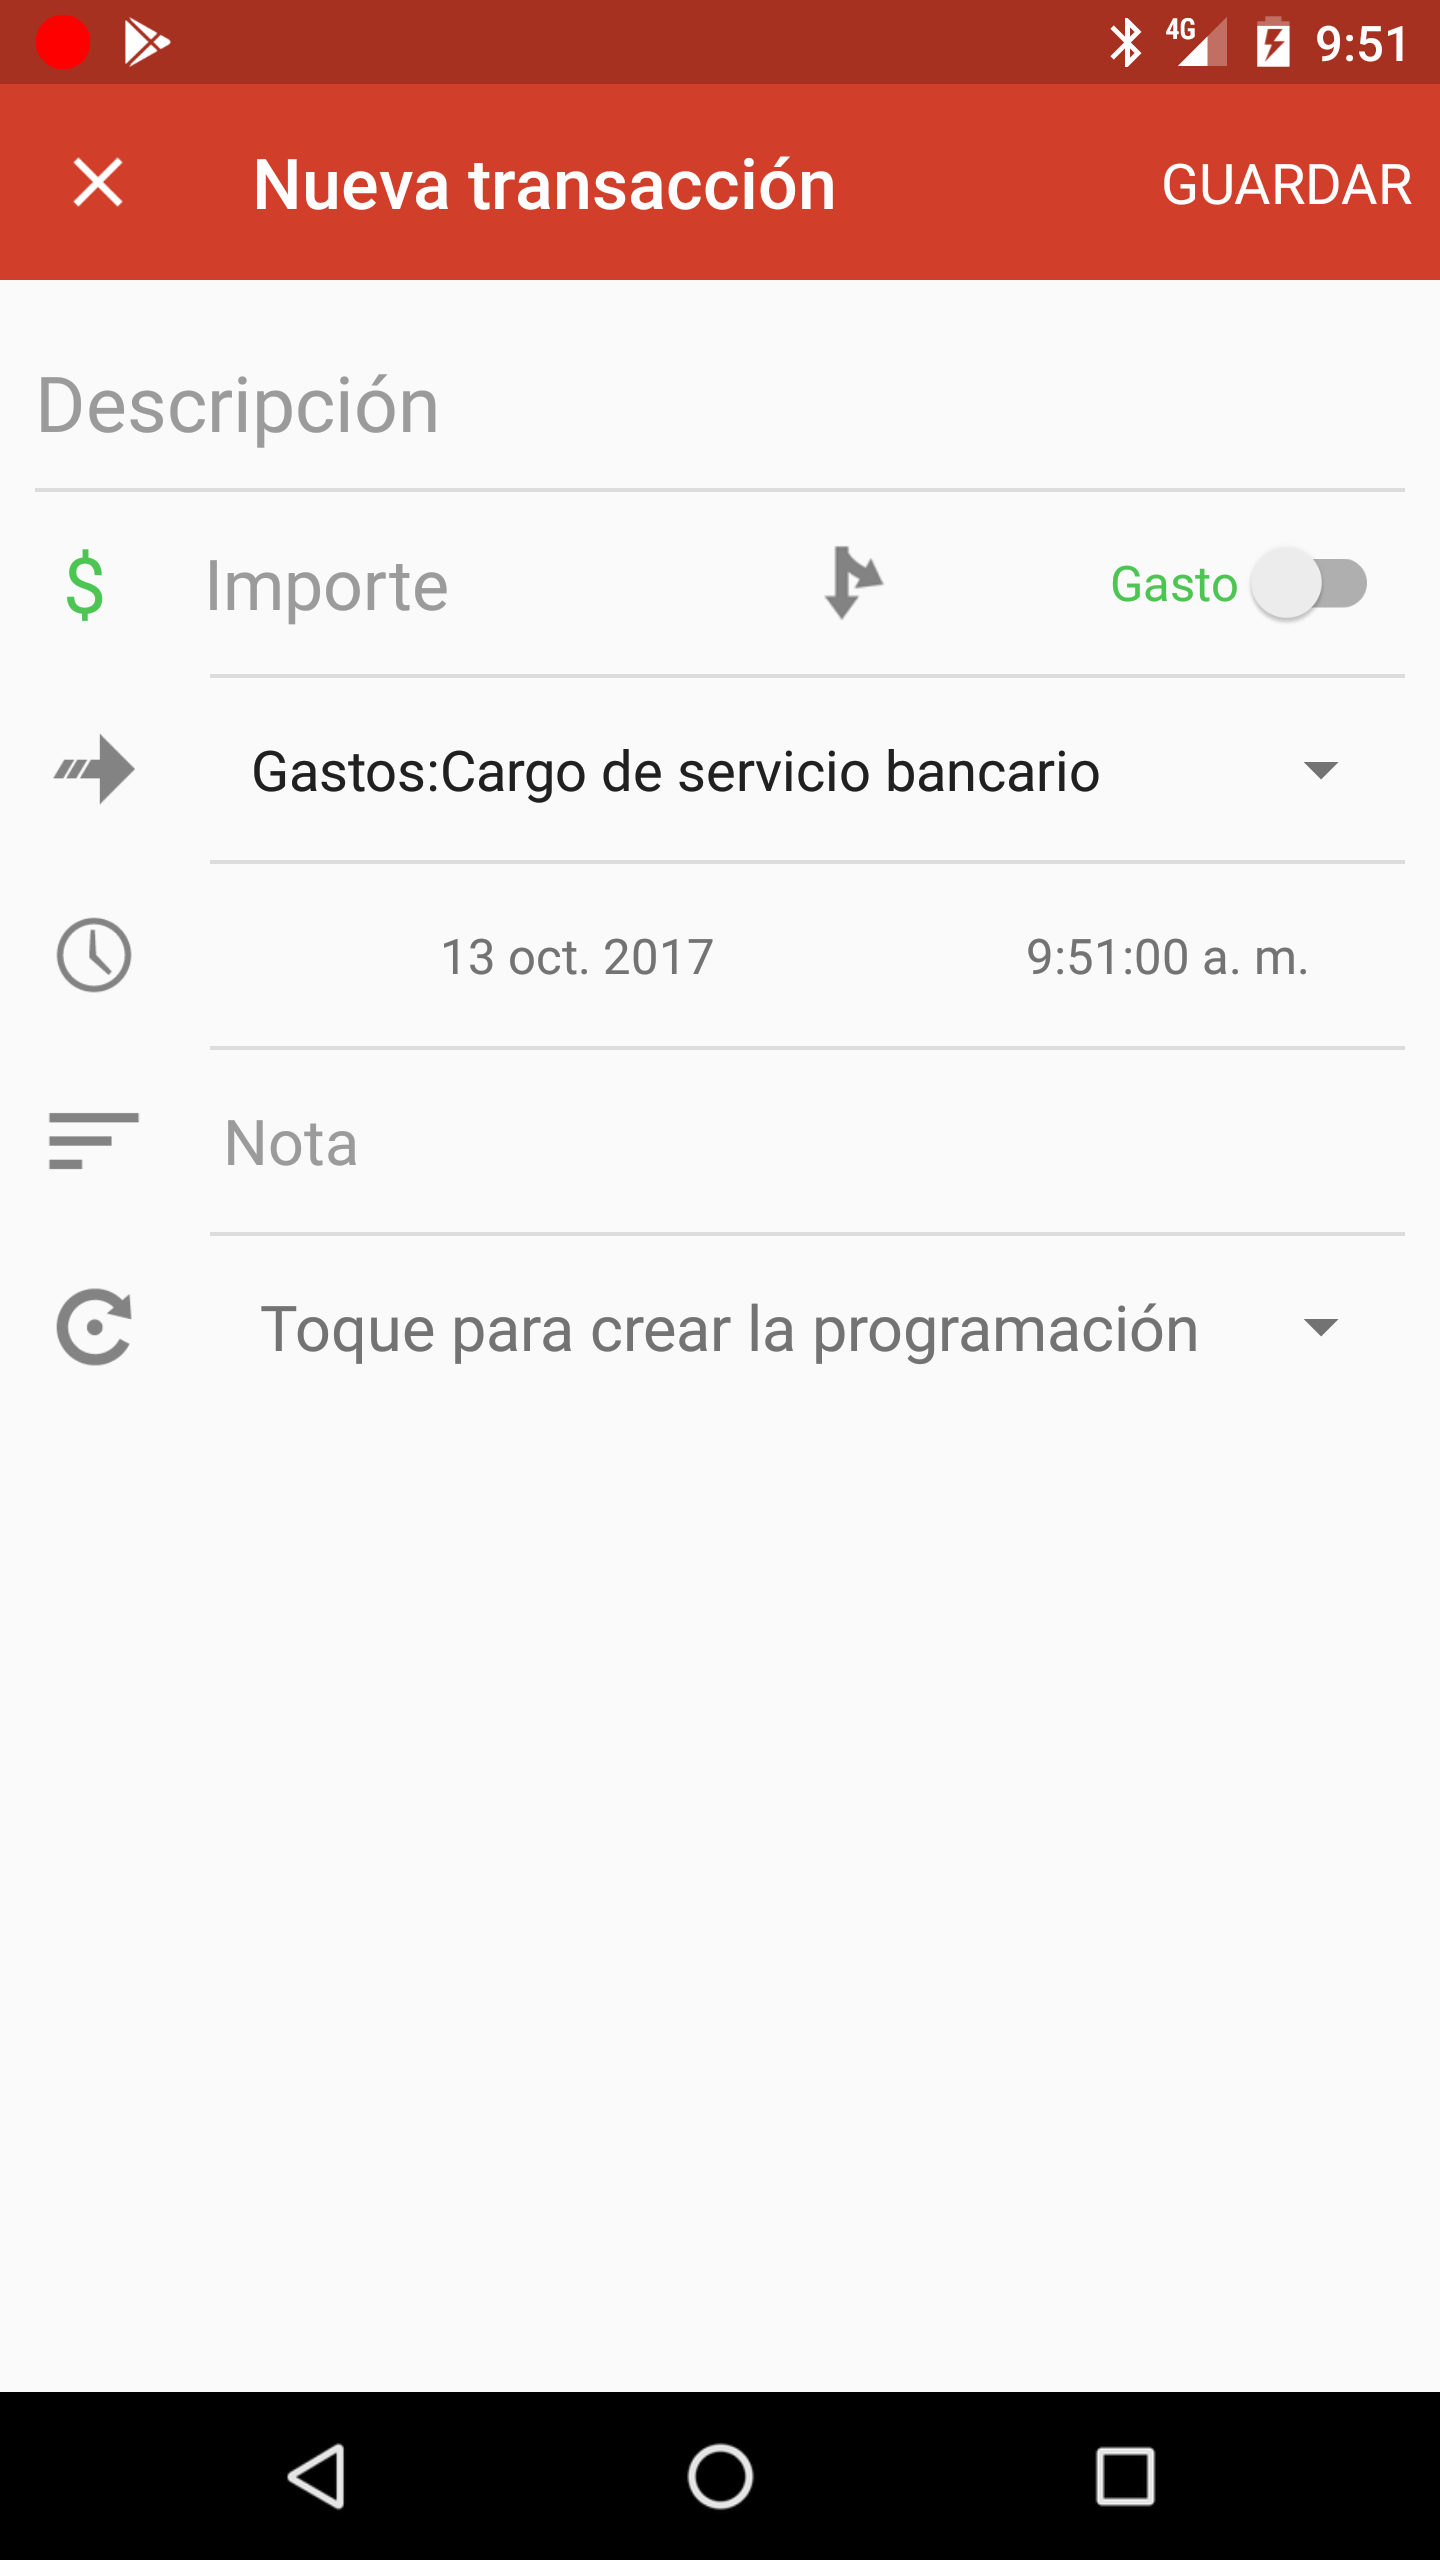 4G 9:51
Nueva transacción GUARDAR
Descripción
$ Importe Gasto
Gastos:Cargo de servicio bancario
13 oct. 2017 9:51:00 a. m.
Nota
Toque para crear la programación